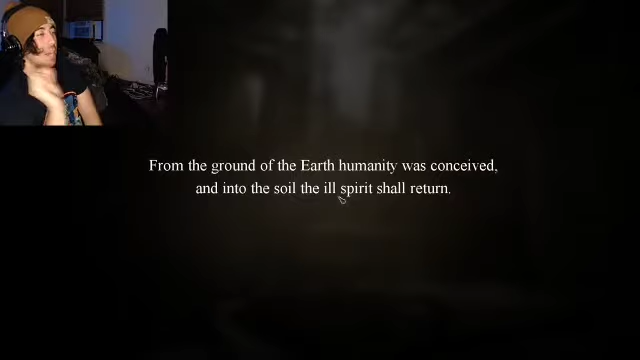 From the ground of the Earth humanity was conceived,
and into the soil the ill spirit shall return.